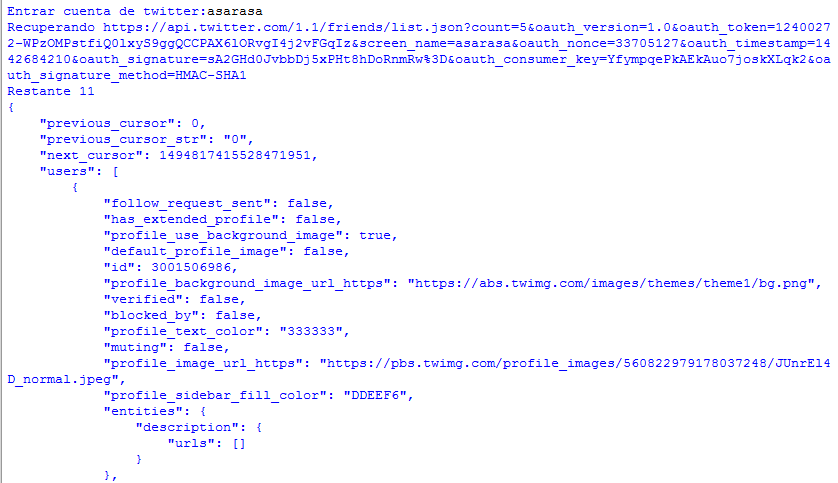 Entrar cuenta de twitter:asarasa
Recuperando https://api.twitter.com/1.1/friends/list.json?count=5&oauth_version=1.0&oauth_token=1240027
2-WPzOMPstfiQ0lxyS9ggQCCPAX6lORvgI4j2vFGqIz&screen_name=asarasa&oauth_nonce=33705127&oauth_timestamp=14
42684210&oauth_signature=sA2GHd0JvbbDj5xPHt8hDoRnmRw%3D&oauth_consumer_key=YfympqePkAEkAuo7joskXLqk2&oa
uth_signature_method=HMAC-SHA1
Restante 11
{
    "previous_cursor": 0,
    "previous_cursor_str": "0",
    "next_cursor": 1494817415528471951,
    "users": [
        {
            "follow_request_sent": false,
            "has_extended_profile": false,
            "profile_use_background_image": true,
            "default_profile_image": false,
            "id": 3001506986,
            "profile_background_image_url_https": "https://abs.twimg.com/images/themes/theme1/bg.png",
            "verified": false,
            "blocked_by": false,
            "profile_text_color": "333333",
            "muting": false,
            "profile_image_url_https": "https://pbs.twimg.com/profile_images/560822979178037248/JUnrEl4
D_normal.jpeg",
            "profile_sidebar_fill_color": "DDEEF6",
            "entities": {
                "description": {
                    "urls": []
                }
            },